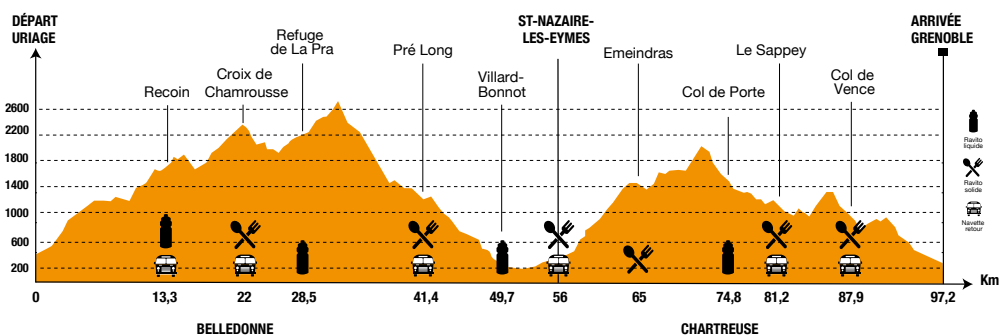 DÉPART
URIAGE
ST-NAZAIRE-
LES-EYMES
ARRIVÉE
GRENOBLE
Refuge
de La Pra
Pré Long
Emeindras
Le Sappey
Croix de
Chamrousse
Villard-
Bonnot
Col de
Vence
Recoin
Col de Porte
2600
2200
1800
1400
1000
600
200
Ravito
liquide
Ravito
solide
Navette
retour
Km
0
13,3
22
28,5
41,4
49,7
56
65
74,8
81,2
87,9
97,2
BELLEDONNE
CHARTREUSE